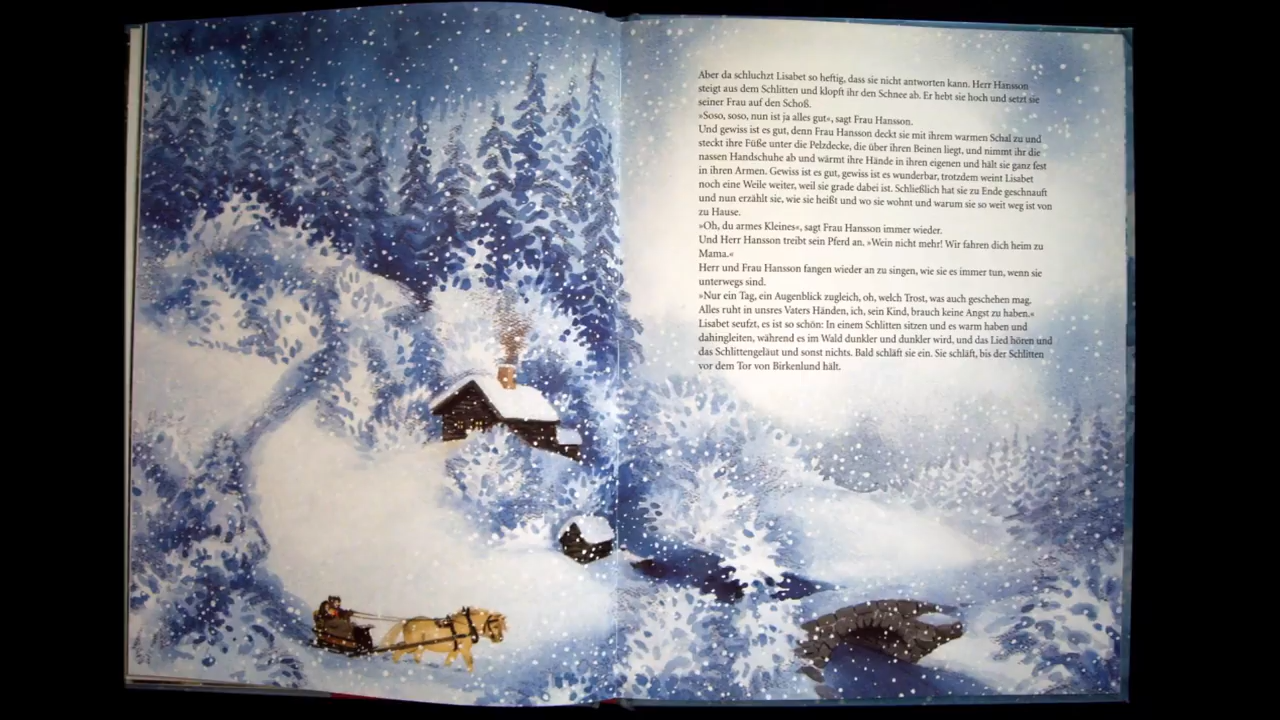 Aber da schluchzt Lisabet so heftig, dass sie nicht antworten kann. Herr Hansson
steigt aus dem Schlitten und klopft ihr den Schnee ab. Er hebt sie hoch und setzt sie
seiner Frau auf den Schoß.
»Soso, soso, nun ist ja alles gut«, sagt Frau Hansson.
Und gewiss ist es gut, denn Frau Hansson deckt sie mit ihrem warmen Schal zu und
steckt ihre Füße unter die Pelzdecke, die über ihren Beinen liegt, und nimmt ihr die
nassen Handschuhe ab und wärmt ihre Hände in ihren eigenen und hält sie ganz fest
in ihren Armen. Gewiss ist es gut, gewiss ist es wunderbar, trotzdem weint Lisabet
noch eine Weile weiter, weil sie grade dabei ist. Schließlich hat sie zu Ende geschnauft
und nun erzählt sie, wie sie heißt und wo sie wohnt und warum sie so weit weg ist von
zu Hause.
»Oh, du armes Kleines«, sagt Frau Hansson immer wieder.
Und Herr Hansson treibt sein Pferd an. »Wein nicht mehr! Wir fahren dich heim zu
Mama.«
Herr und Frau Hansson fangen wieder an zu singen, wie sie es immer tun, wenn sie
unterwegs sind.
»Nur ein Tag, ein Augenblick zugleich, oh, welch Trost, was auch geschehen mag.
Alles ruht in unsres Vaters Händen, ich, sein Kind, brauch keine Angst zu haben.«
Lisabet seufzt, es ist so schön: In einem Schlitten sitzen und es warm haben und
dahingleiten, während es im Wald dunkler und dunkler wird, und das Lied hören und
das Schlittengeläut und sonst nichts. Bald schläft sie ein. Sie schläft, bis der Schlitten
vor dem Tor von Birkenlund hält.